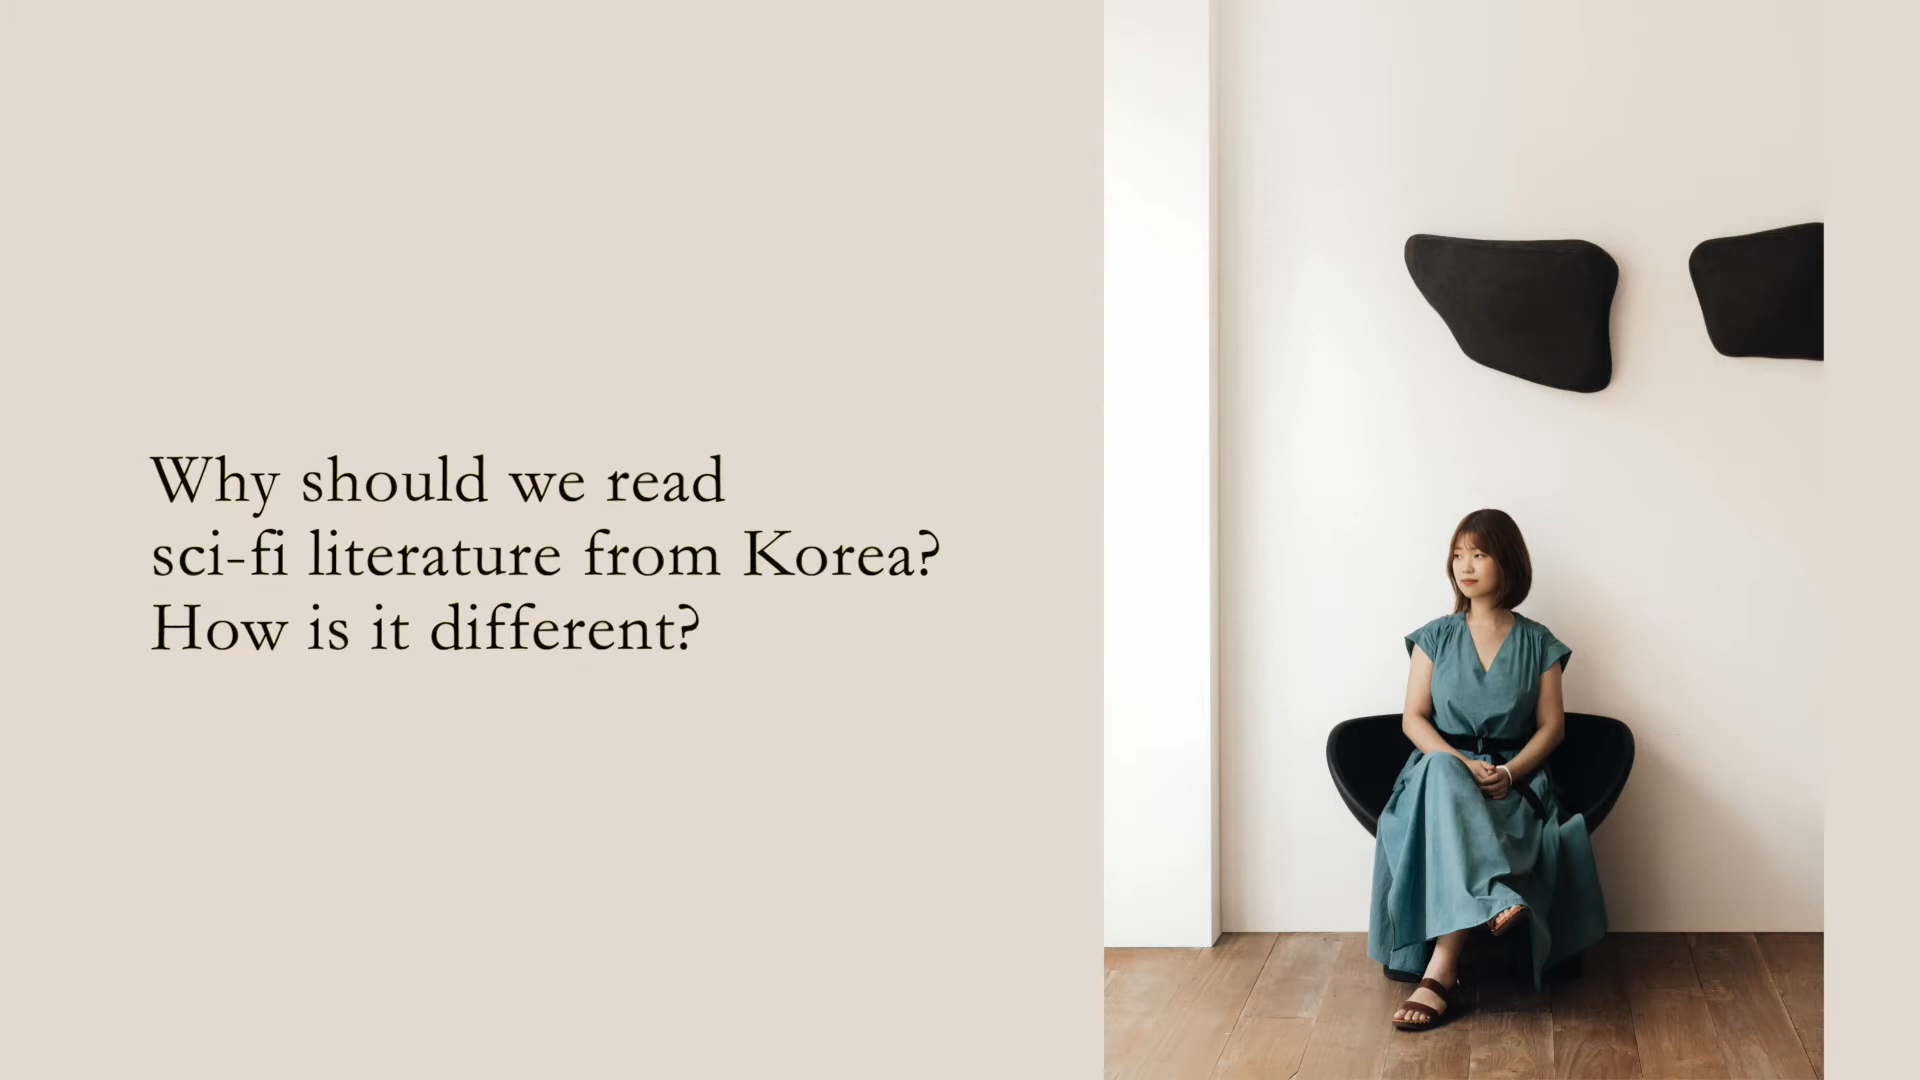 Why should we read
sci-fi literature from Korea?
How is it different?